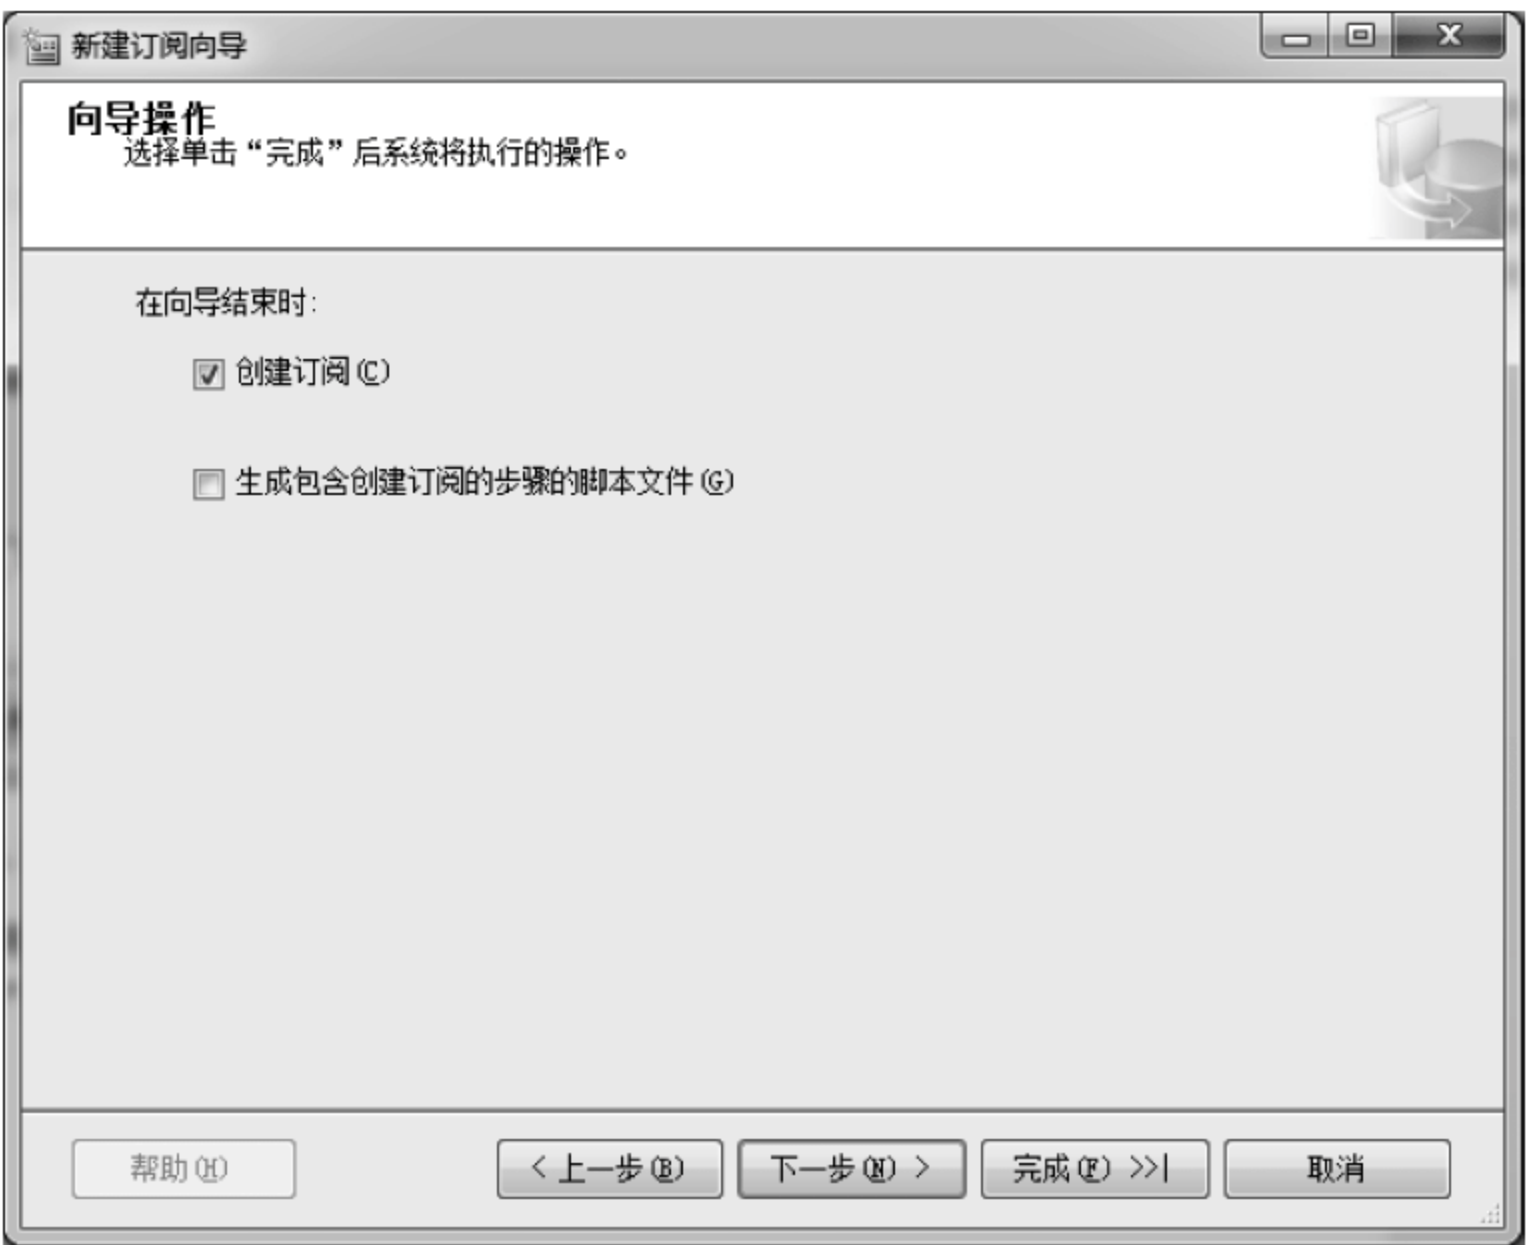 新建订阅向导
向导操作
选择单击“完成”后系统将执行的操作。
在向导结束时:
创建订阅(C)
生成包含创建订阅的步骤的脚本文件(G)
帮助(H)
< 上一步(B)
下一步(N) >
完成(F) >>|
取消